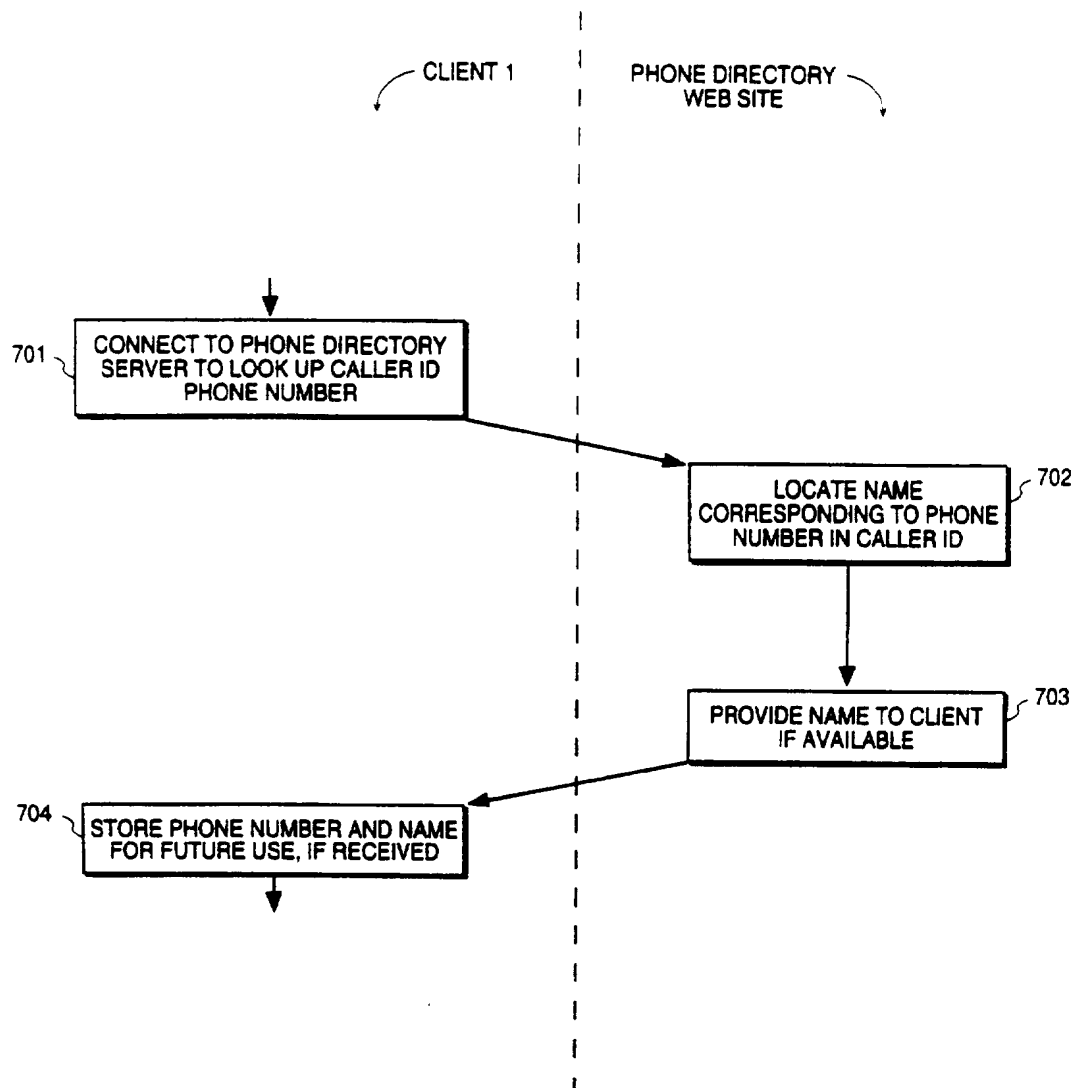 CLIENT 1
PHONE DIRECTORY
WEB SITE
701
CONNECT TO PHONE DIRECTORY
SERVER TO LOOK UP CALLER ID
PHONE NUMBER
702
LOCATE NAME
CORRESPONDING TO PHONE
NUMBER IN CALLER ID
703
PROVIDE NAME TO CLIENT
IF AVAILABLE
704
STORE PHONE NUMBER AND NAME
FOR FUTURE USE, IF RECEIVED